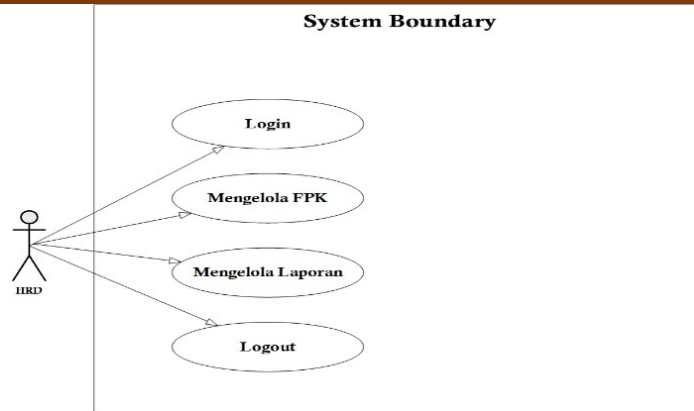 System Boundary
Login
Mengelola FPK
Mengelola Laporan
HRD
Logout